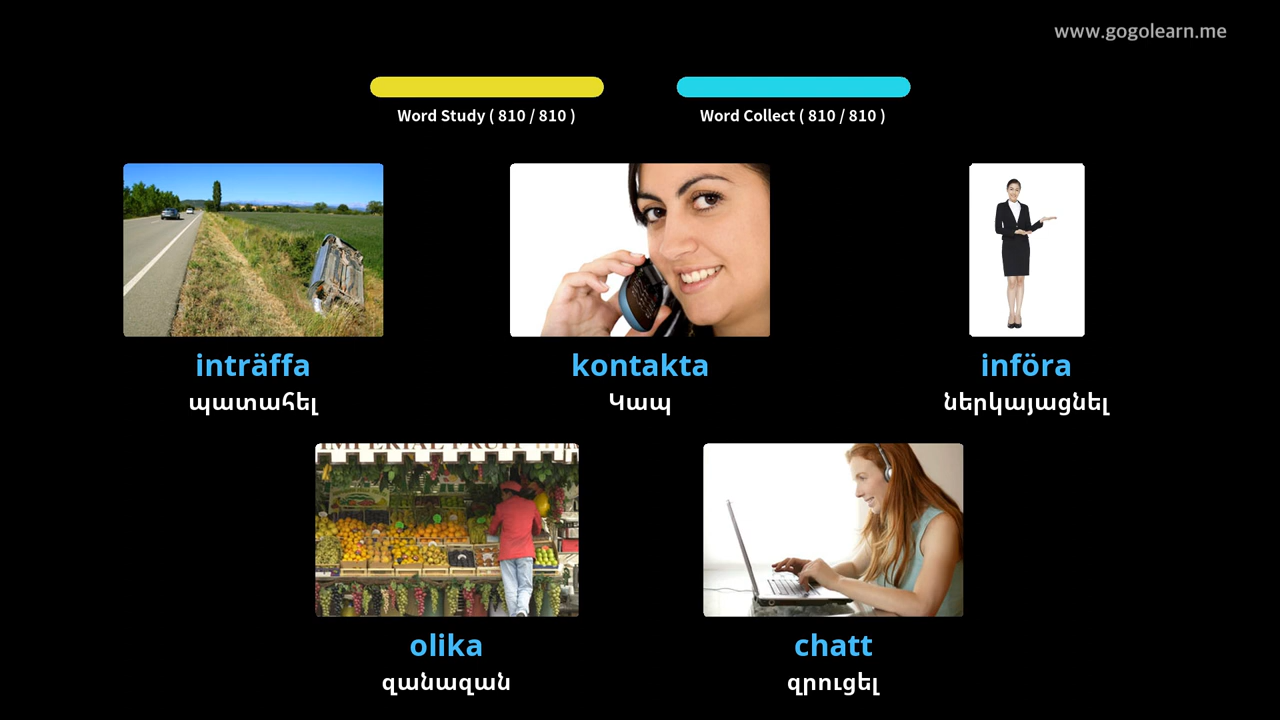 www.gogolearn.me
Word Study ( 810 / 810 )
Word Collect ( 810 / 810 )
inträffa
պատահել
kontakta
Կապ
införa
ներկայացնել
olika
զանազան
chatt
զրուցել